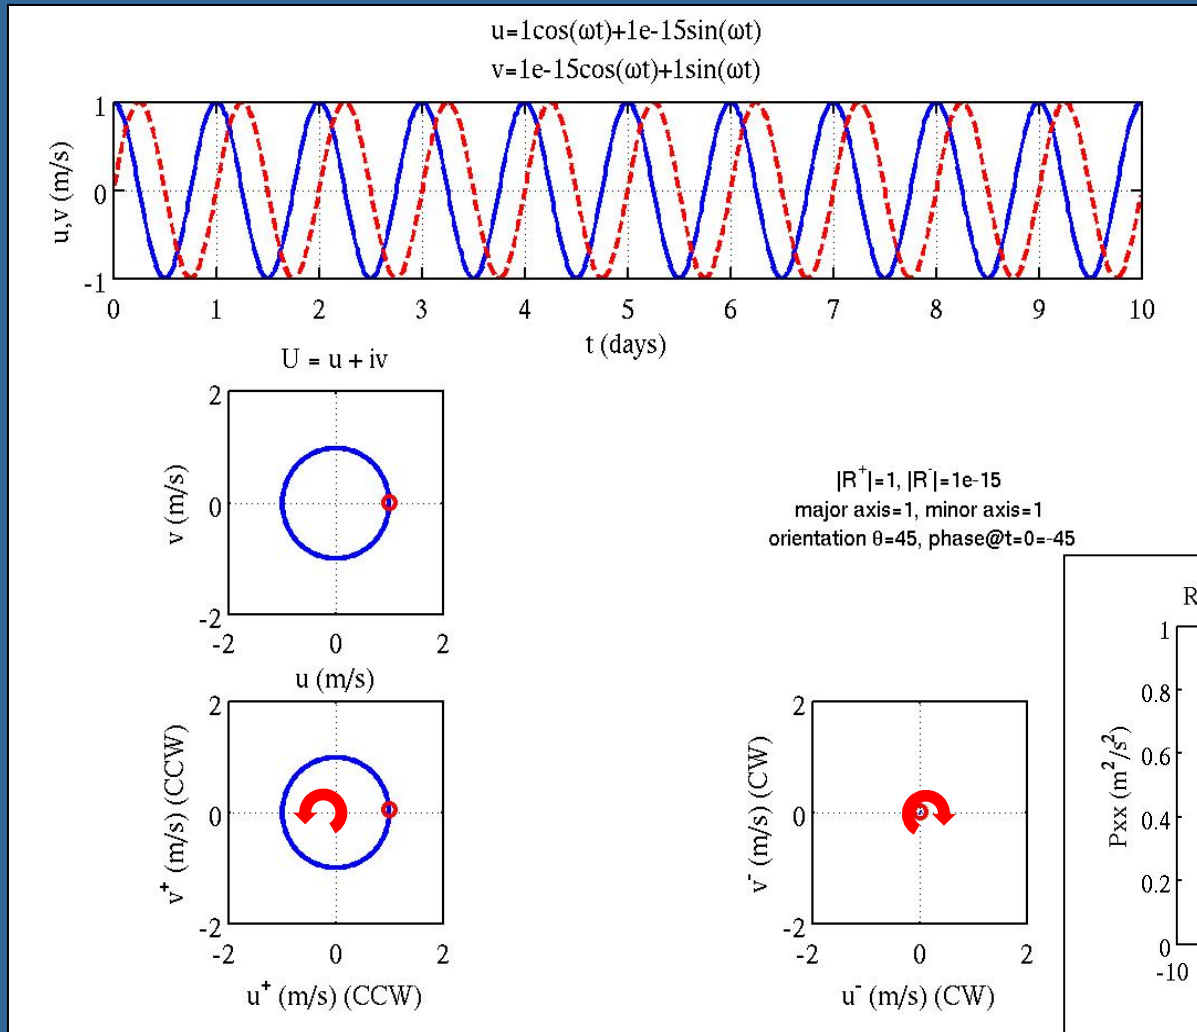 u=1cos(ωt)+1e-15sin(ωt)
v=1e-15cos(ωt)+1sin(ωt)
u,v (m/s)
1
0
-1
0 1 2 3 4 5 6 7 8 9 10
t (days)
U = u + iv
v (m/s)
2
0
-2
-2 0 2
u (m/s)
|R⁺|=1, |R⁻|=1e-15
major axis=1, minor axis=1
orientation θ=45, phase@t=0=-45
v⁺ (m/s) (CCW)
2
0
-2
-2 0 2
u⁺ (m/s) (CCW)
v⁻ (m/s) (CW)
2
0
-2
-2 0 2
u⁻ (m/s) (CW)
R
Pxx (m²/s²)
1
0.8
0.6
0.4
0.2
0
-10